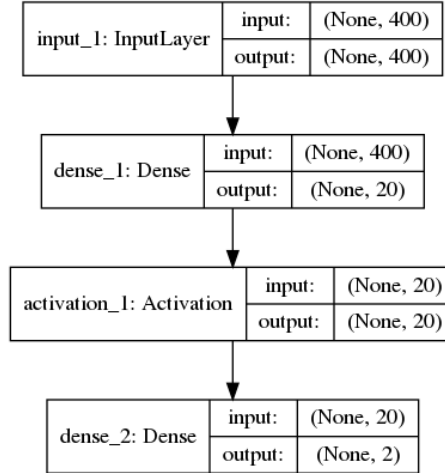 input_1: InputLayer
input: (None, 400)
output: (None, 400)
dense_1: Dense
input: (None, 400)
output: (None, 20)
activation_1: Activation
input: (None, 20)
output: (None, 20)
dense_2: Dense
input: (None, 20)
output: (None, 2)